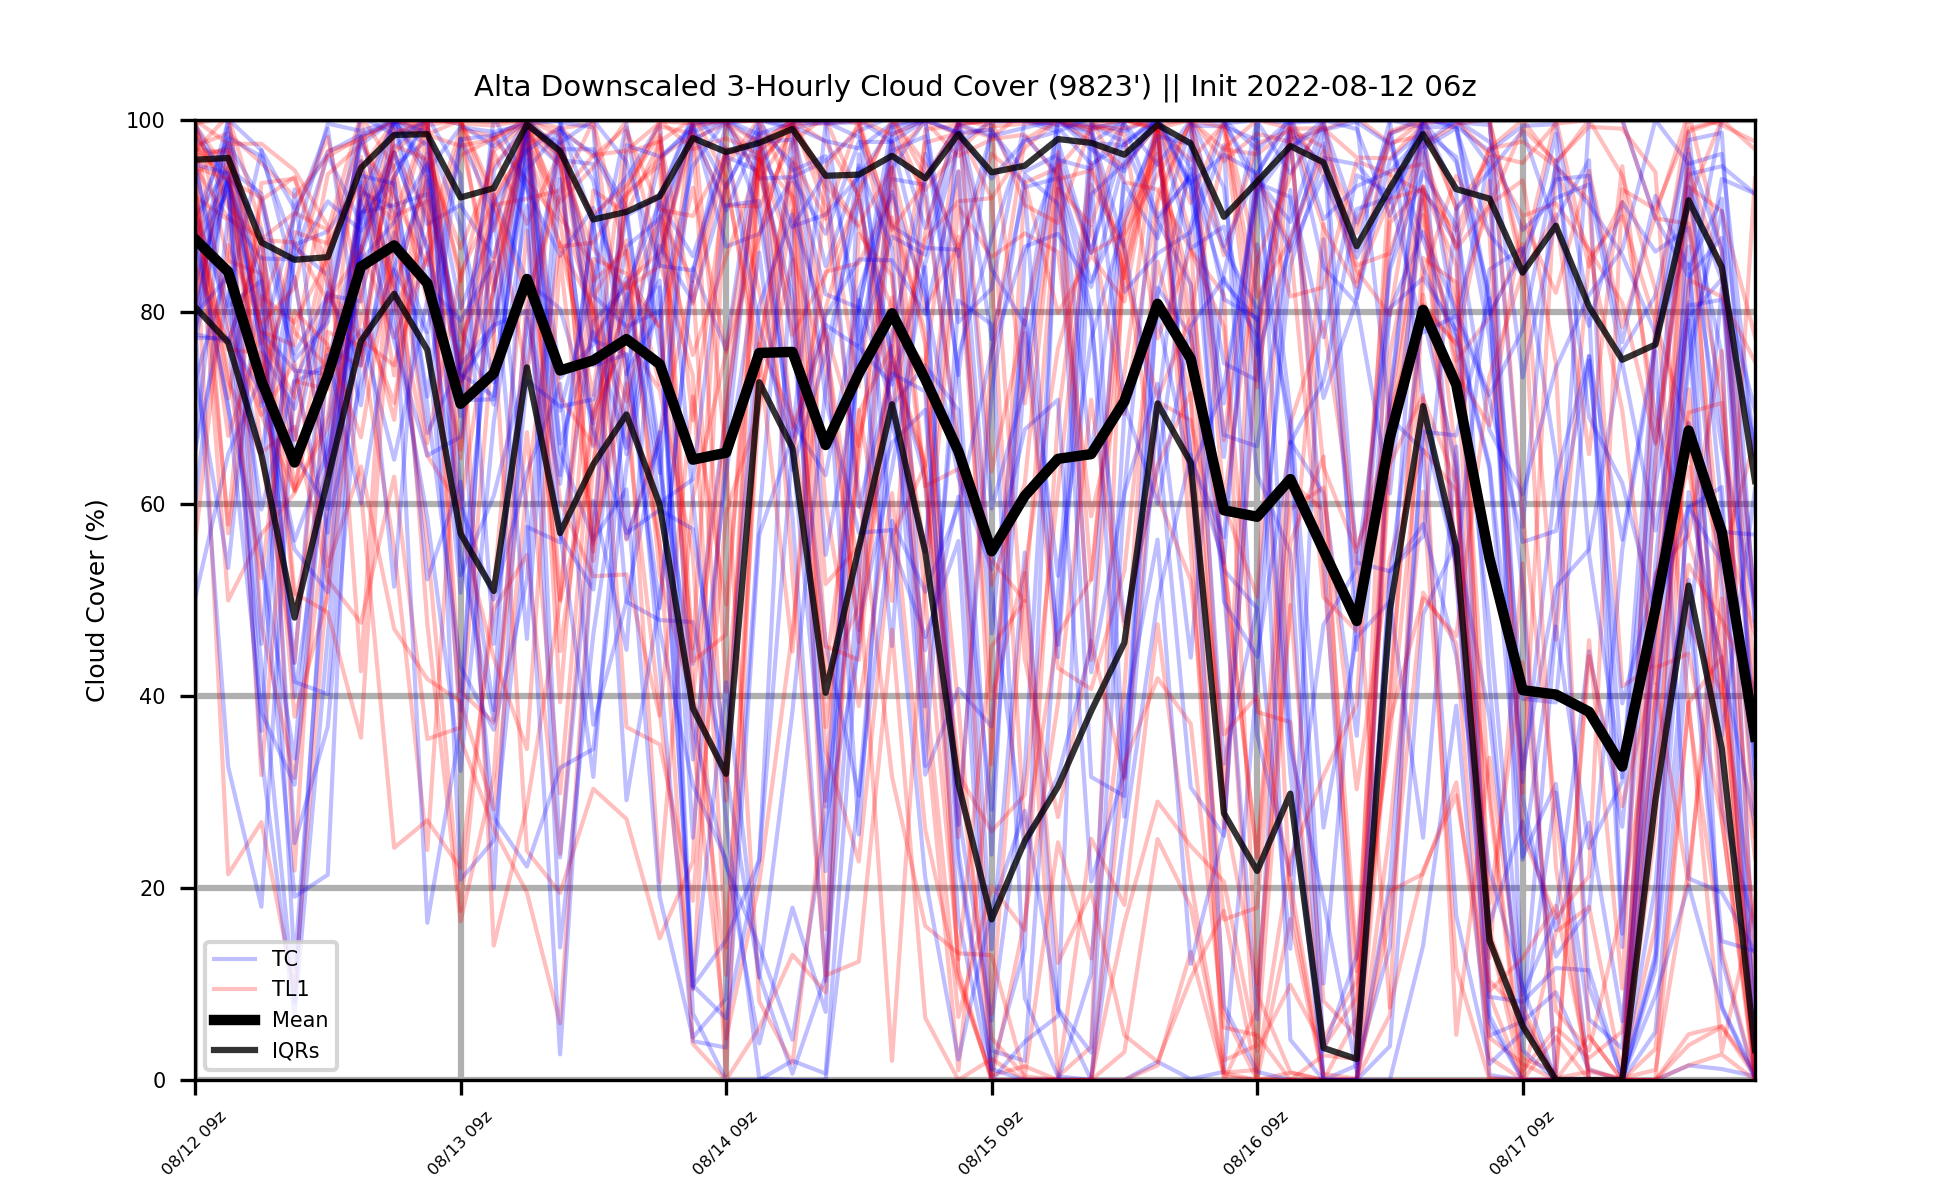 Alta Downscaled 3-Hourly Cloud Cover (9823') || Init 2022-08-12 06z
Cloud Cover (%)
100
80
60
40
20
0
TC
TL1
Mean
IQRs
08/12 09z
08/13 09z
08/14 09z
08/15 09z
08/16 09z
08/17 09z